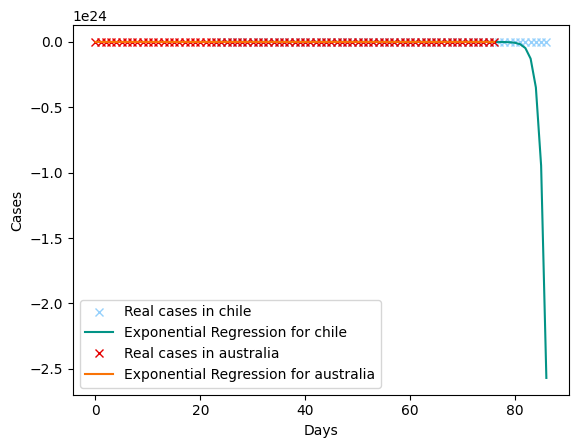 1e24
0.0
−0.5
−1.0
−1.5
−2.0
−2.5
Cases
Real cases in chile
Exponential Regression for chile
Real cases in australia
Exponential Regression for australia
0 20 40 60 80
Days